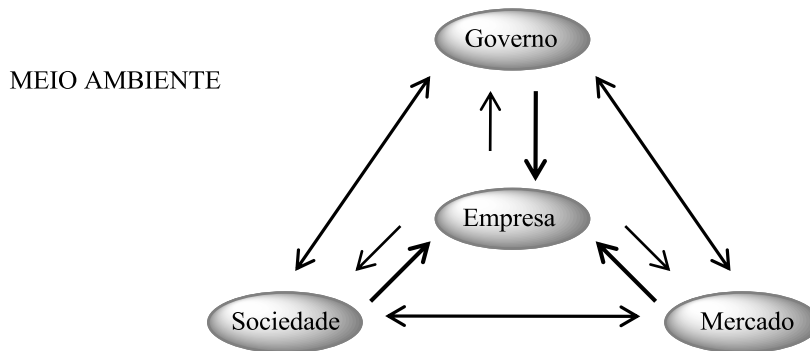 Governo
MEIO AMBIENTE
Empresa
Sociedade
Mercado